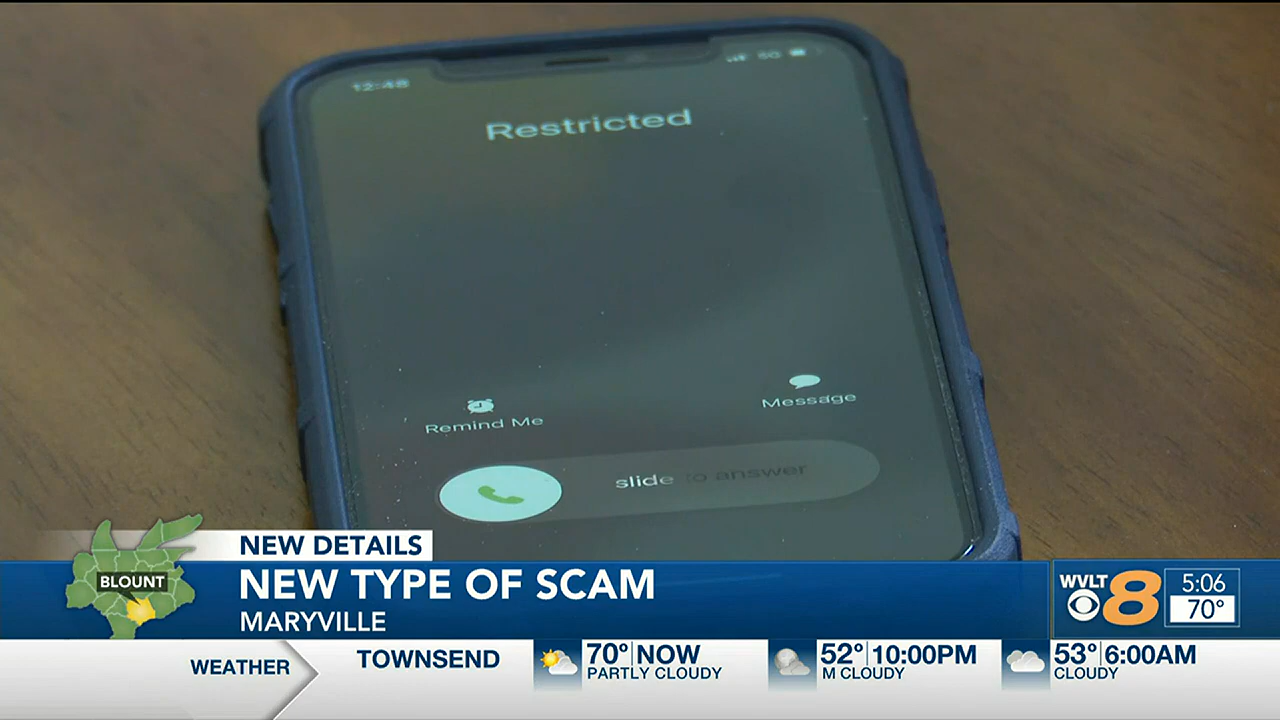 12:48
5G
Restricted
Remind Me
Message
slide to answer
NEW DETAILS
BLOUNT
NEW TYPE OF SCAM
MARYVILLE
WVLT
8
5:06
70°
WEATHER
TOWNSEND
70° NOW
PARTLY CLOUDY
52° 10:00PM
M CLOUDY
53° 6:00AM
CLOUDY